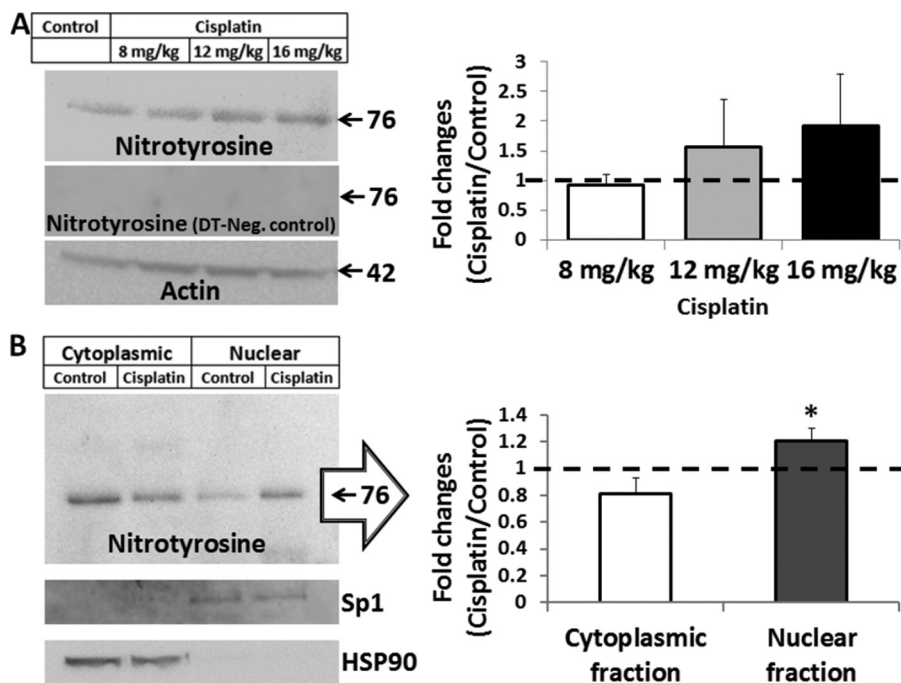 A
Control Cisplatin
8 mg/kg 12 mg/kg 16 mg/kg
←76
Nitrotyrosine
←76
Nitrotyrosine (DT-Neg. control)
←42
Actin
Fold changes
(Cisplatin/Control)
3
2.5
2
1.5
1
0.5
0
8 mg/kg 12 mg/kg 16 mg/kg
Cisplatin
B
Cytoplasmic Nuclear
Control Cisplatin Control Cisplatin
←76
Nitrotyrosine
Sp1
HSP90
Fold changes
(Cisplatin/Control)
1.4
1.2
1
0.8
0.6
0.4
0.2
0
*
Cytoplasmic Nuclear
fraction fraction